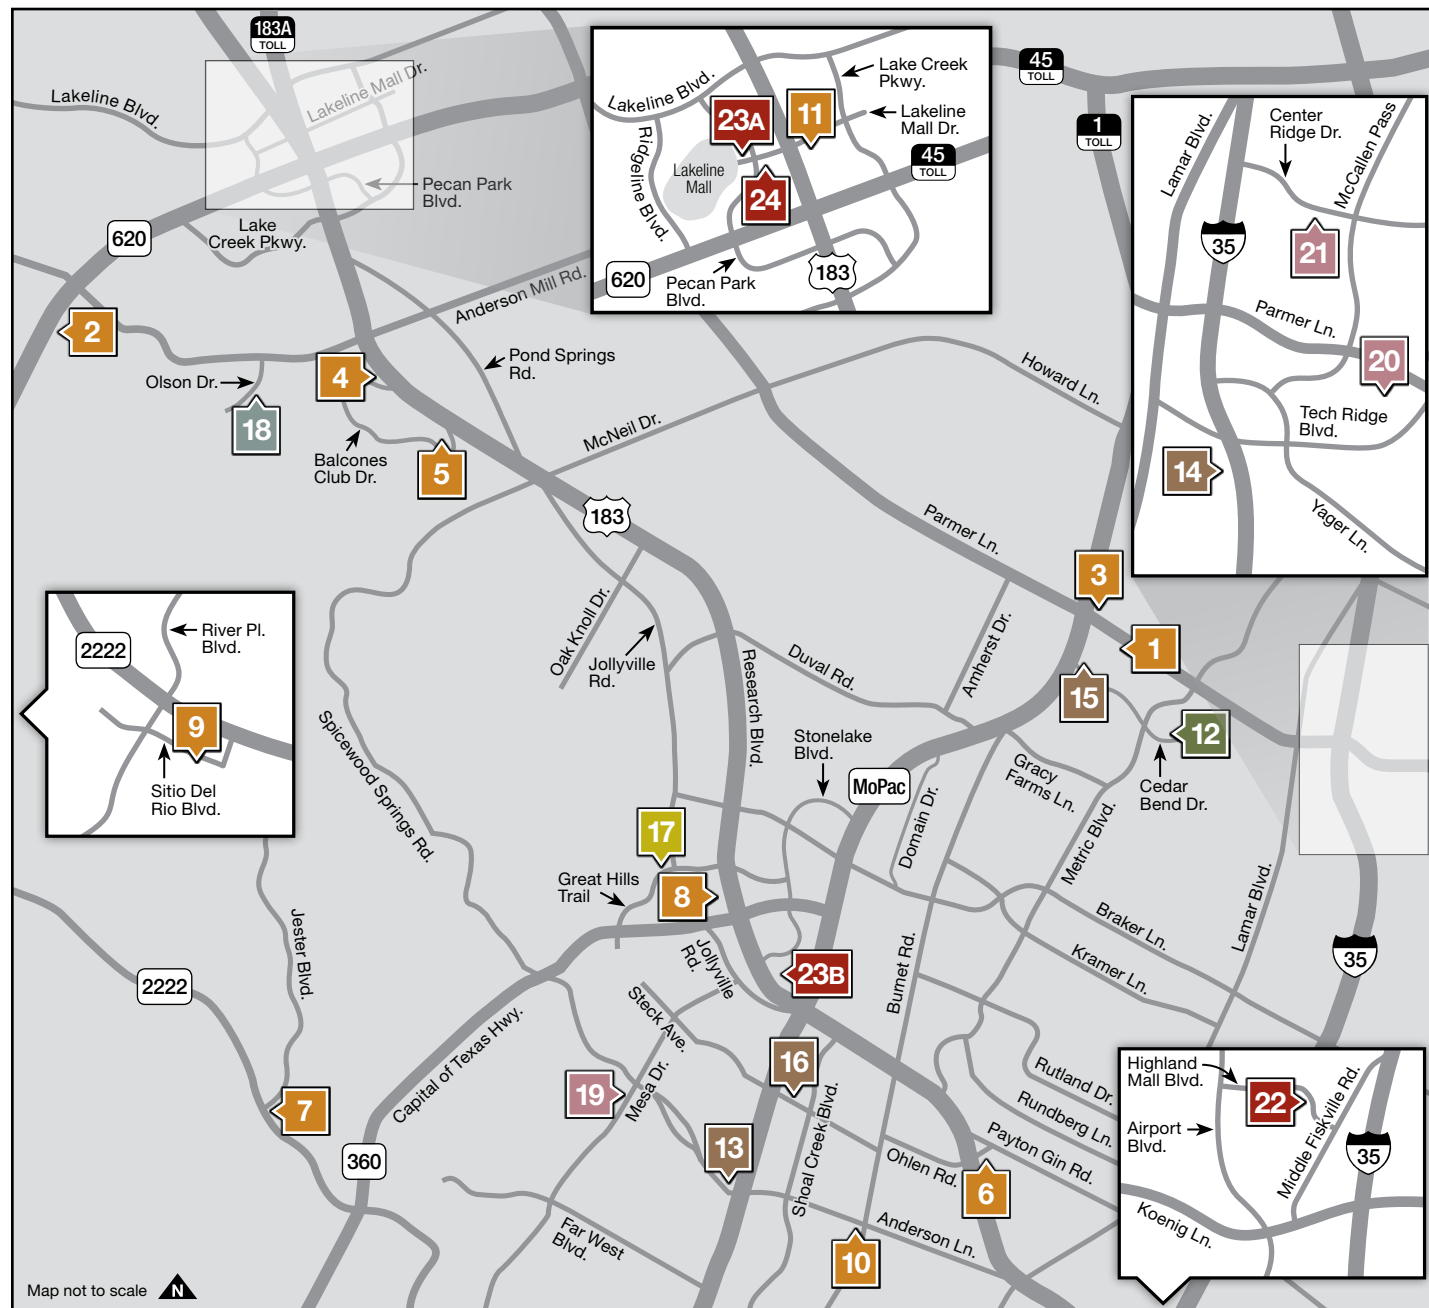 183A
TOLL
Lakeline Blvd.
Lakeline Mall Dr.
Pecan Park
Blvd.
Lake
Creek Pkwy.
620
Lakeline Blvd.
Ridgeline Blvd.
23A
11
Lake Creek
Pkwy.
Lakeline
Mall Dr.
Lakeline
Mall
24
45
TOLL
620
Pecan Park
Blvd.
183
45
TOLL
1
TOLL
Lamar Blvd.
Center
Ridge Dr.
McCallen Pass
35
21
Parmer Ln.
20
Tech Ridge
Blvd.
14
Yager Ln.
2
Anderson Mill Rd.
Olson Dr.
18
4
Pond Springs
Rd.
Balcones
Club Dr.
5
McNeil Dr.
Howard Ln.
183
Parmer Ln.
3
1
2222
River Pl.
Blvd.
9
Sitio Del
Rio Blvd.
Oak Knoll Dr.
Jollyville
Rd.
Research Blvd.
Duval Rd.
Amherst Dr.
15
12
Cedar
Bend Dr.
Spicewood Springs Rd.
Stonelake
Blvd.
MoPac
Gracy
Farms Ln.
Domain Dr.
Metric Blvd.
17
Great Hills
Trail
8
Jollyville
Rd.
Braker Ln.
Kramer Ln.
Lamar Blvd.
35
Jester Blvd.
2222
23B
Burnet Rd.
Steck Ave.
Capital of Texas Hwy.
16
19
Mesa Dr.
7
360
13
Shoal Creek Blvd.
Rutland Dr.
Rundberg Ln.
Payton Gin Rd.
Ohlen Rd.
6
Anderson Ln.
10
Far West
Blvd.
Highland
Mall Blvd.
22
Airport
Blvd.
Middle Fiskville Rd.
35
Koenig Ln.
Map not to scale
N